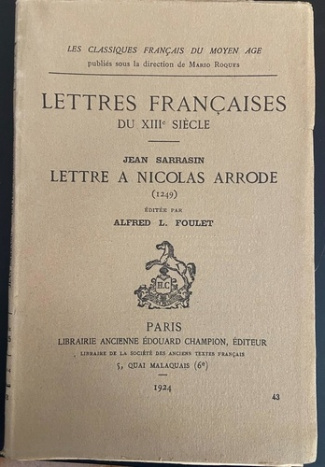 LES CLASSIQUES FRANÇAIS DU MOYEN AGE
publiés sous la direction de MARIO ROQUES
LETTRES FRANÇAISES
DU XIIIe SIÈCLE
JEAN SARRASIN
LETTRE A NICOLAS ARRODE
(1249)
ÉDITÉE PAR
ALFRED L. FOULET
H.C
PARIS
LIBRAIRIE ANCIENNE ÉDOUARD CHAMPION, ÉDITEUR
LIBRAIRE DE LA SOCIÉTÉ DES ANCIENS TEXTES FRANÇAIS
5, QUAI MALAQUAIS (6e)
1924
43